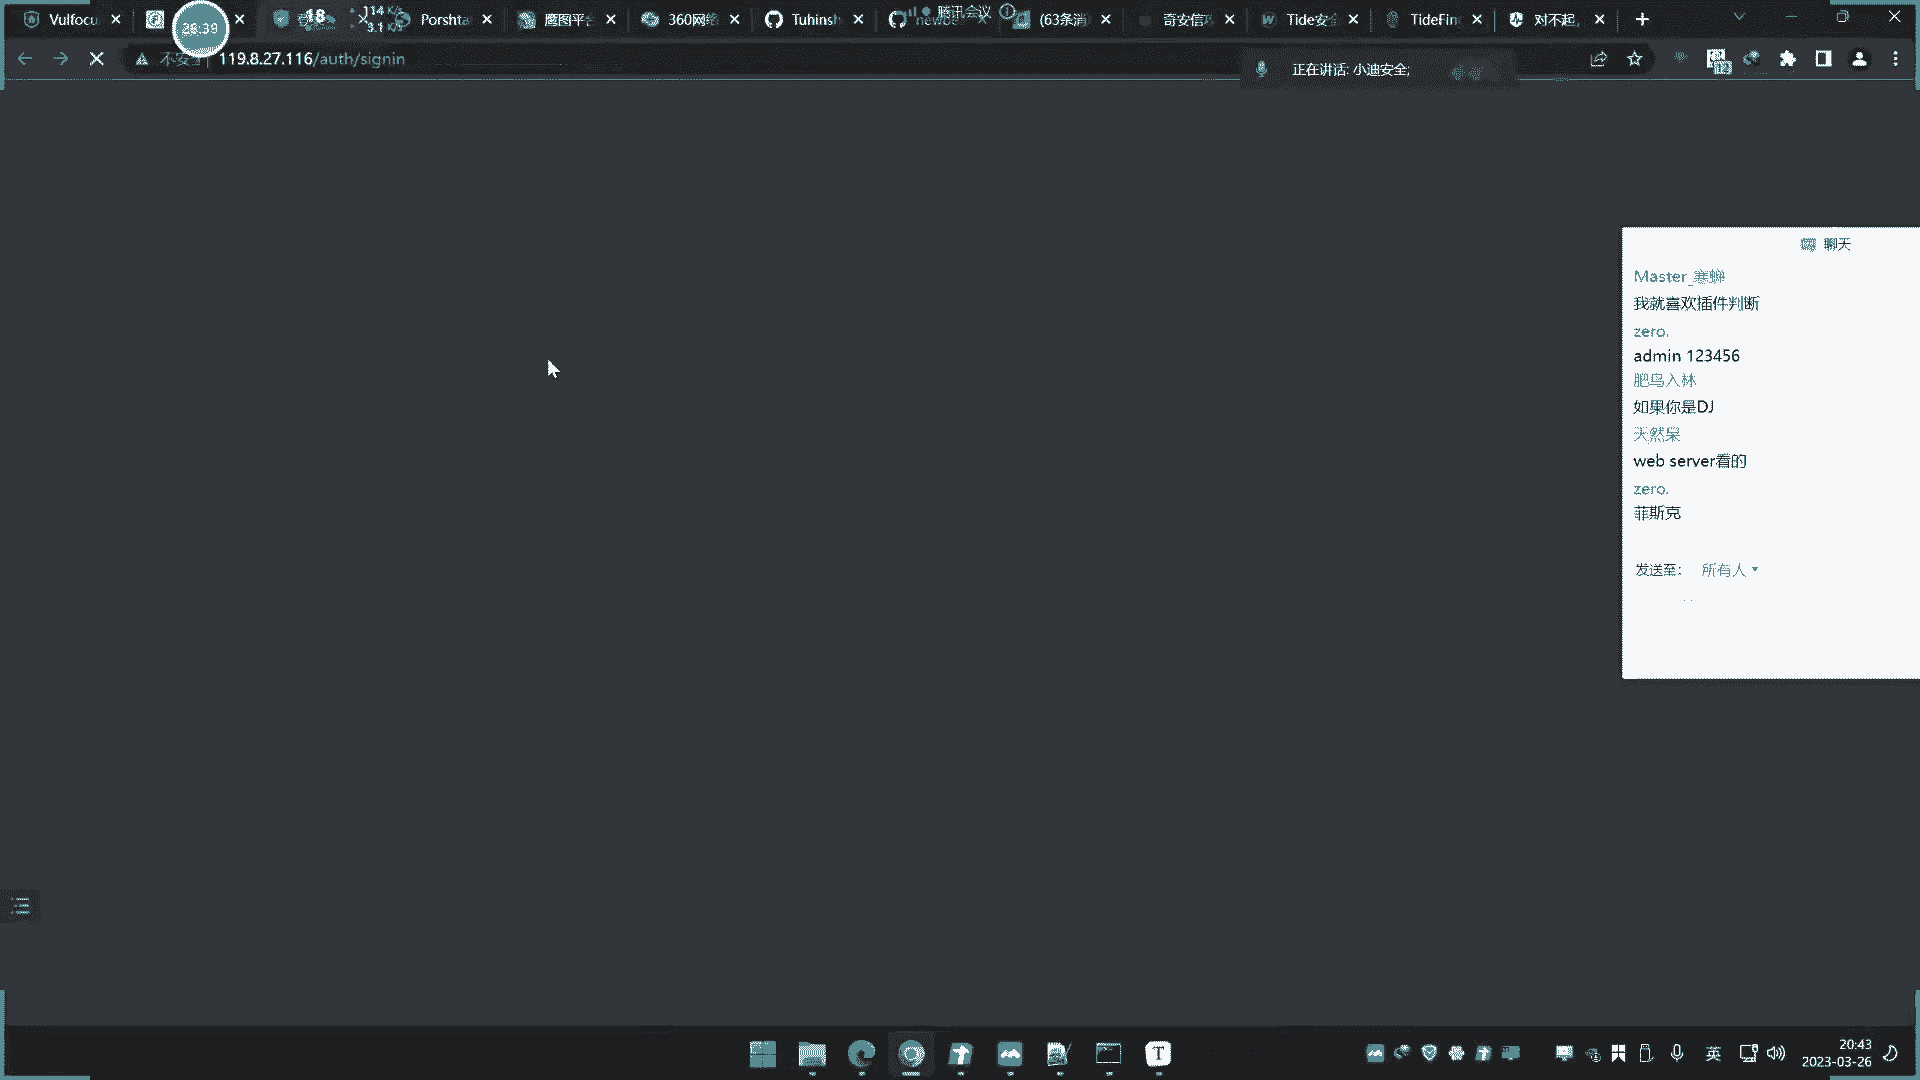 Vulfocu
26:39
18
114 K/s
3.1 K/s
Porshta
鹰图平台
360网络
Tuhinsh
腾讯会议
(63条消
奇安信攻
Tide安全
TideFin
对不起,
不安全
119.8.27.116/auth/signin
正在讲话: 小迪安全;
聊天
Master_寒蝉
我就喜欢插件判断
zero.
admin 123456
肥鸟入林
如果你是DJ
天然呆
web server看的
zero.
菲斯克
发送至:
所有人
英
20:43
2023-03-26